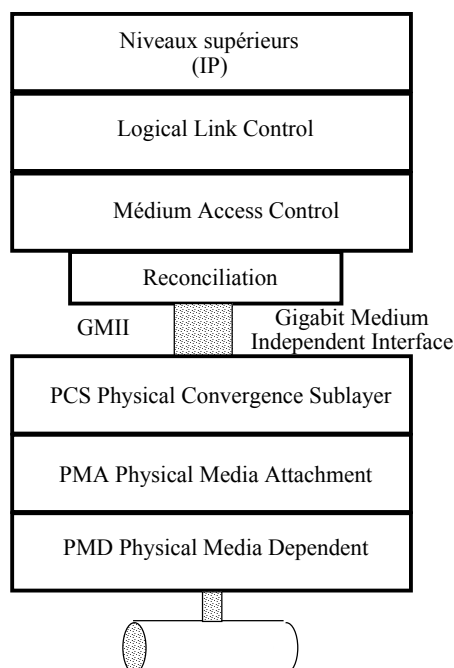 Niveaux supérieurs
(IP)
Logical Link Control
Médium Access Control
Reconciliation
GMII
Gigabit Medium
Independent Interface
PCS Physical Convergence Sublayer
PMA Physical Media Attachment
PMD Physical Media Dependent